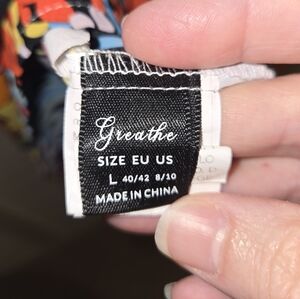 Greathe
SIZE EU US
L 40/42 8/10
MADE IN CHINA